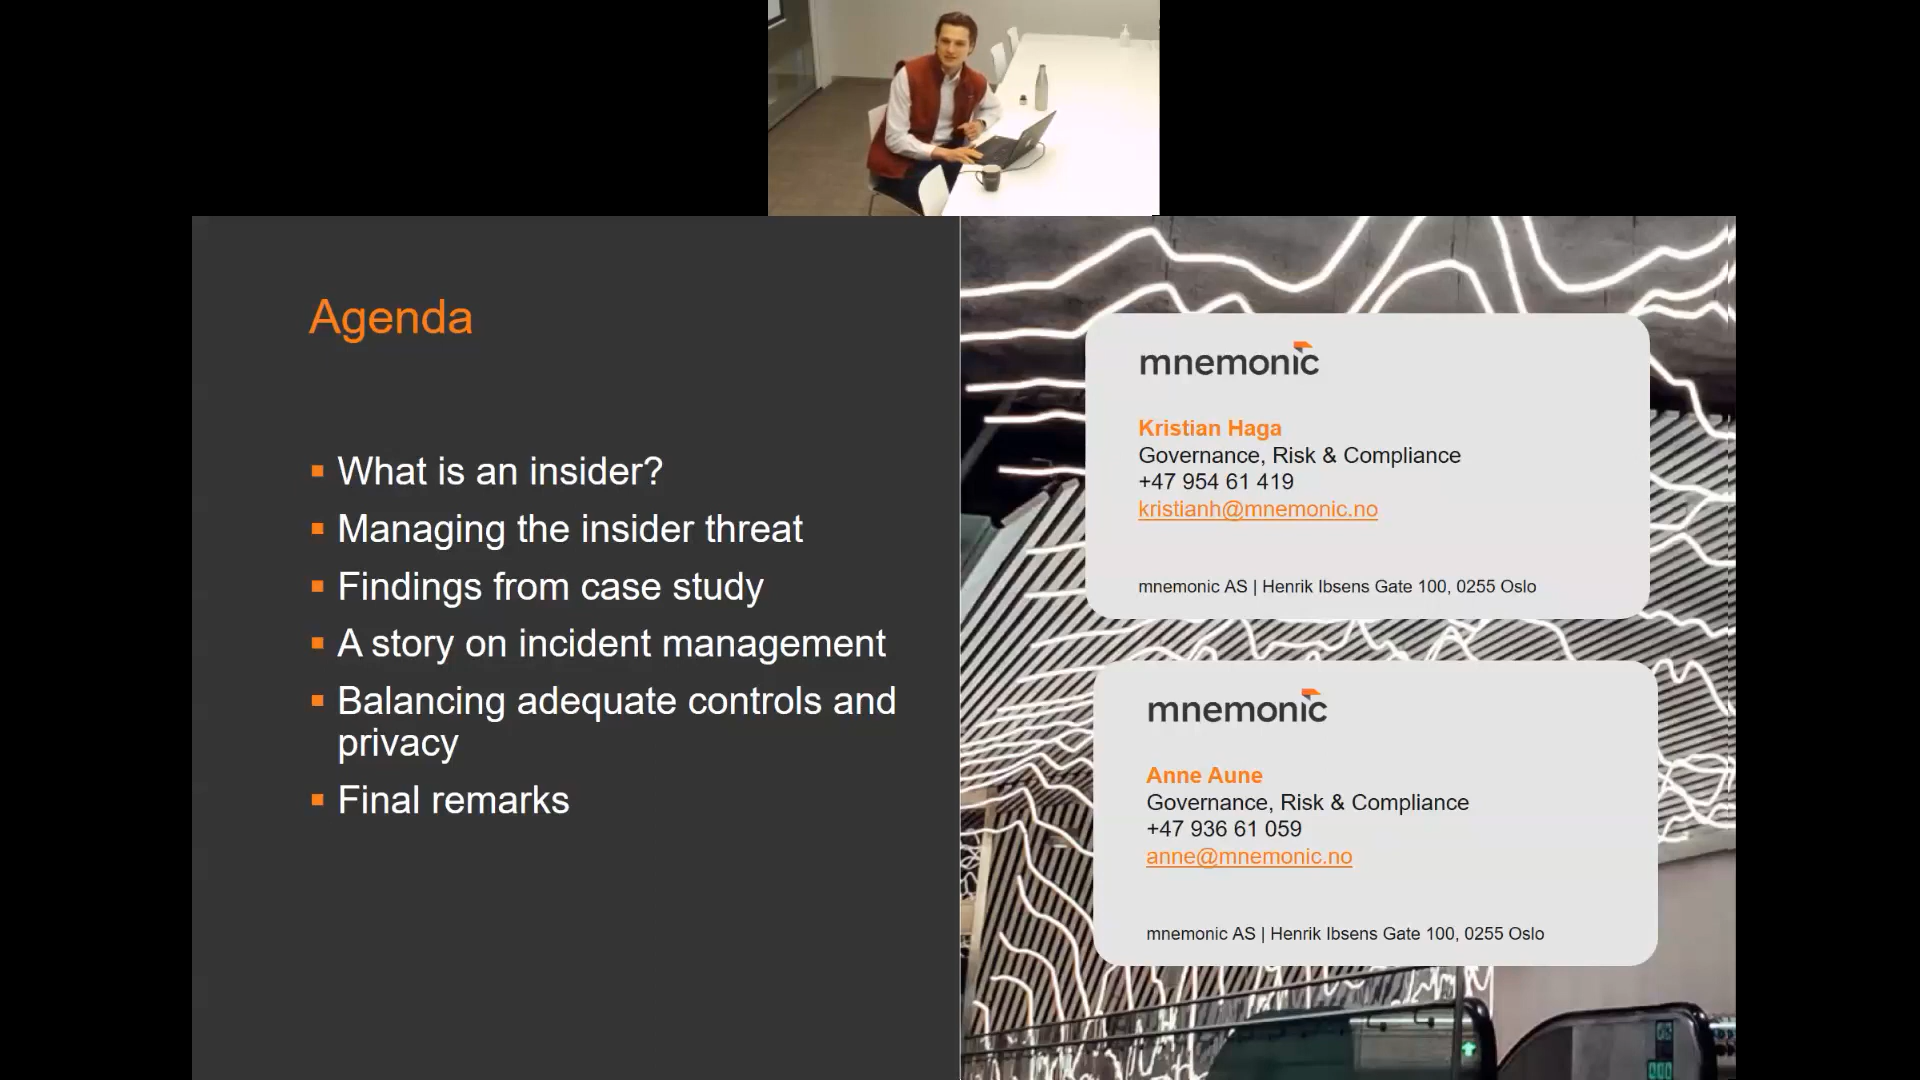 Agenda
▪ What is an insider?
▪ Managing the insider threat
▪ Findings from case study
▪ A story on incident management
▪ Balancing adequate controls and
privacy
▪ Final remarks
mnemonic
Kristian Haga
Governance, Risk & Compliance
+47 954 61 419
kristianh@mnemonic.no
mnemonic AS | Henrik Ibsens Gate 100, 0255 Oslo
mnemonic
Anne Aune
Governance, Risk & Compliance
+47 936 61 059
anne@mnemonic.no
mnemonic AS | Henrik Ibsens Gate 100, 0255 Oslo